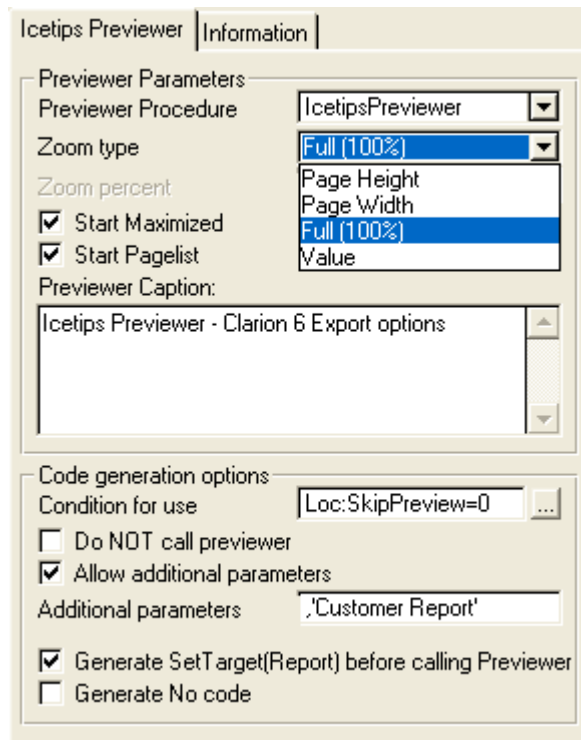 Icetips Previewer Information
Previewer Parameters
Previewer Procedure IcetipsPreviewer
Zoom type Full (100%)
Page Height
Zoom percent
Page Width
Start Maximized Full (100%)
Start Pagelist Value
Previewer Caption:
Icetips Previewer - Clarion 6 Export options
Code generation options
Condition for use Loc:SkipPreview=0 ...
Do NOT call previewer
Allow additional parameters
Additional parameters ,'Customer Report'
Generate SetTarget(Report) before calling Previewer
Generate No code